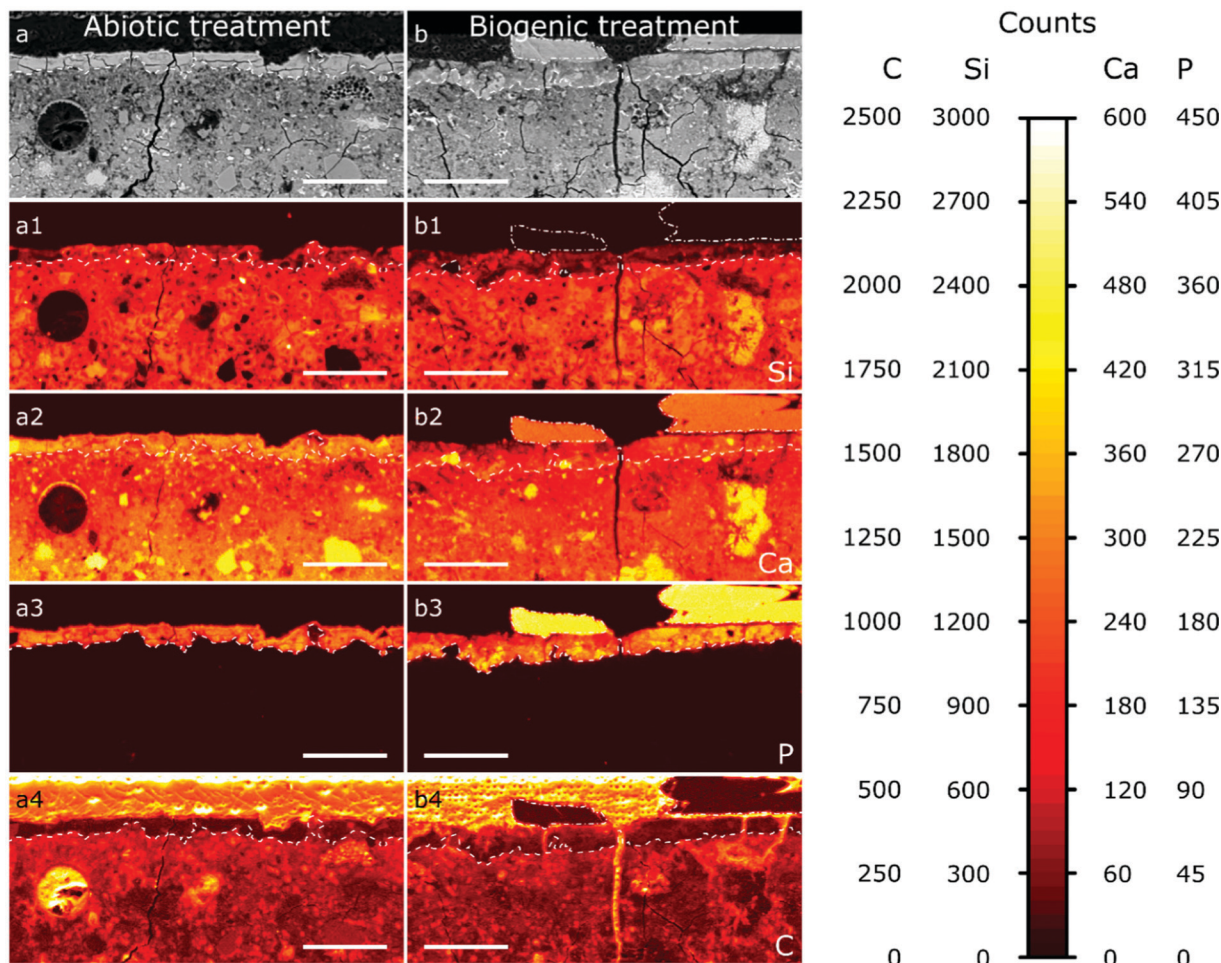 a Abiotic treatment
b Biogenic treatment
a1
b1
Si
a2
b2
Ca
a3
b3
P
a4
b4
C
Counts
C Si Ca P
2500 3000 600 450
2250 2700 540 405
2000 2400 480 360
1750 2100 420 315
1500 1800 360 270
1250 1500 300 225
1000 1200 240 180
750 900 180 135
500 600 120 90
250 300 60 45
0 0 0 0